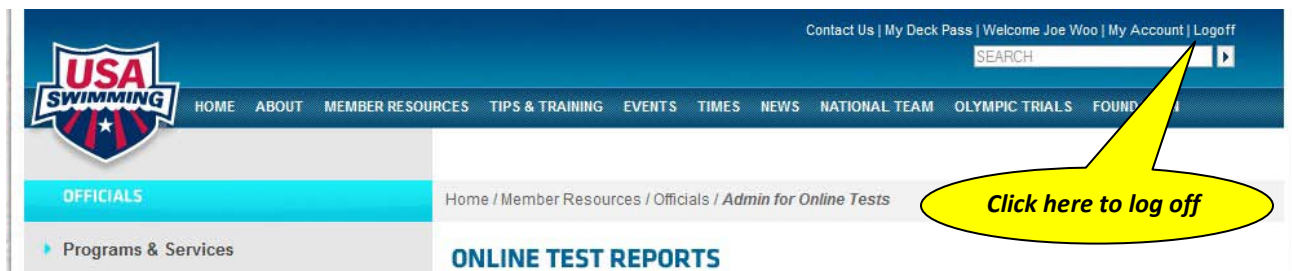 Contact Us | My Deck Pass | Welcome Joe Woo | My Account | Logoff
SEARCH
USA
SWIMMING
HOME ABOUT MEMBER RESOURCES TIPS & TRAINING EVENTS TIMES NEWS NATIONAL TEAM OLYMPIC TRIALS
OFFICIALS
Home / Member Resources / Officials / Admin for Online Tests
Click here to log off
Programs & Services
ONLINE TEST REPORTS